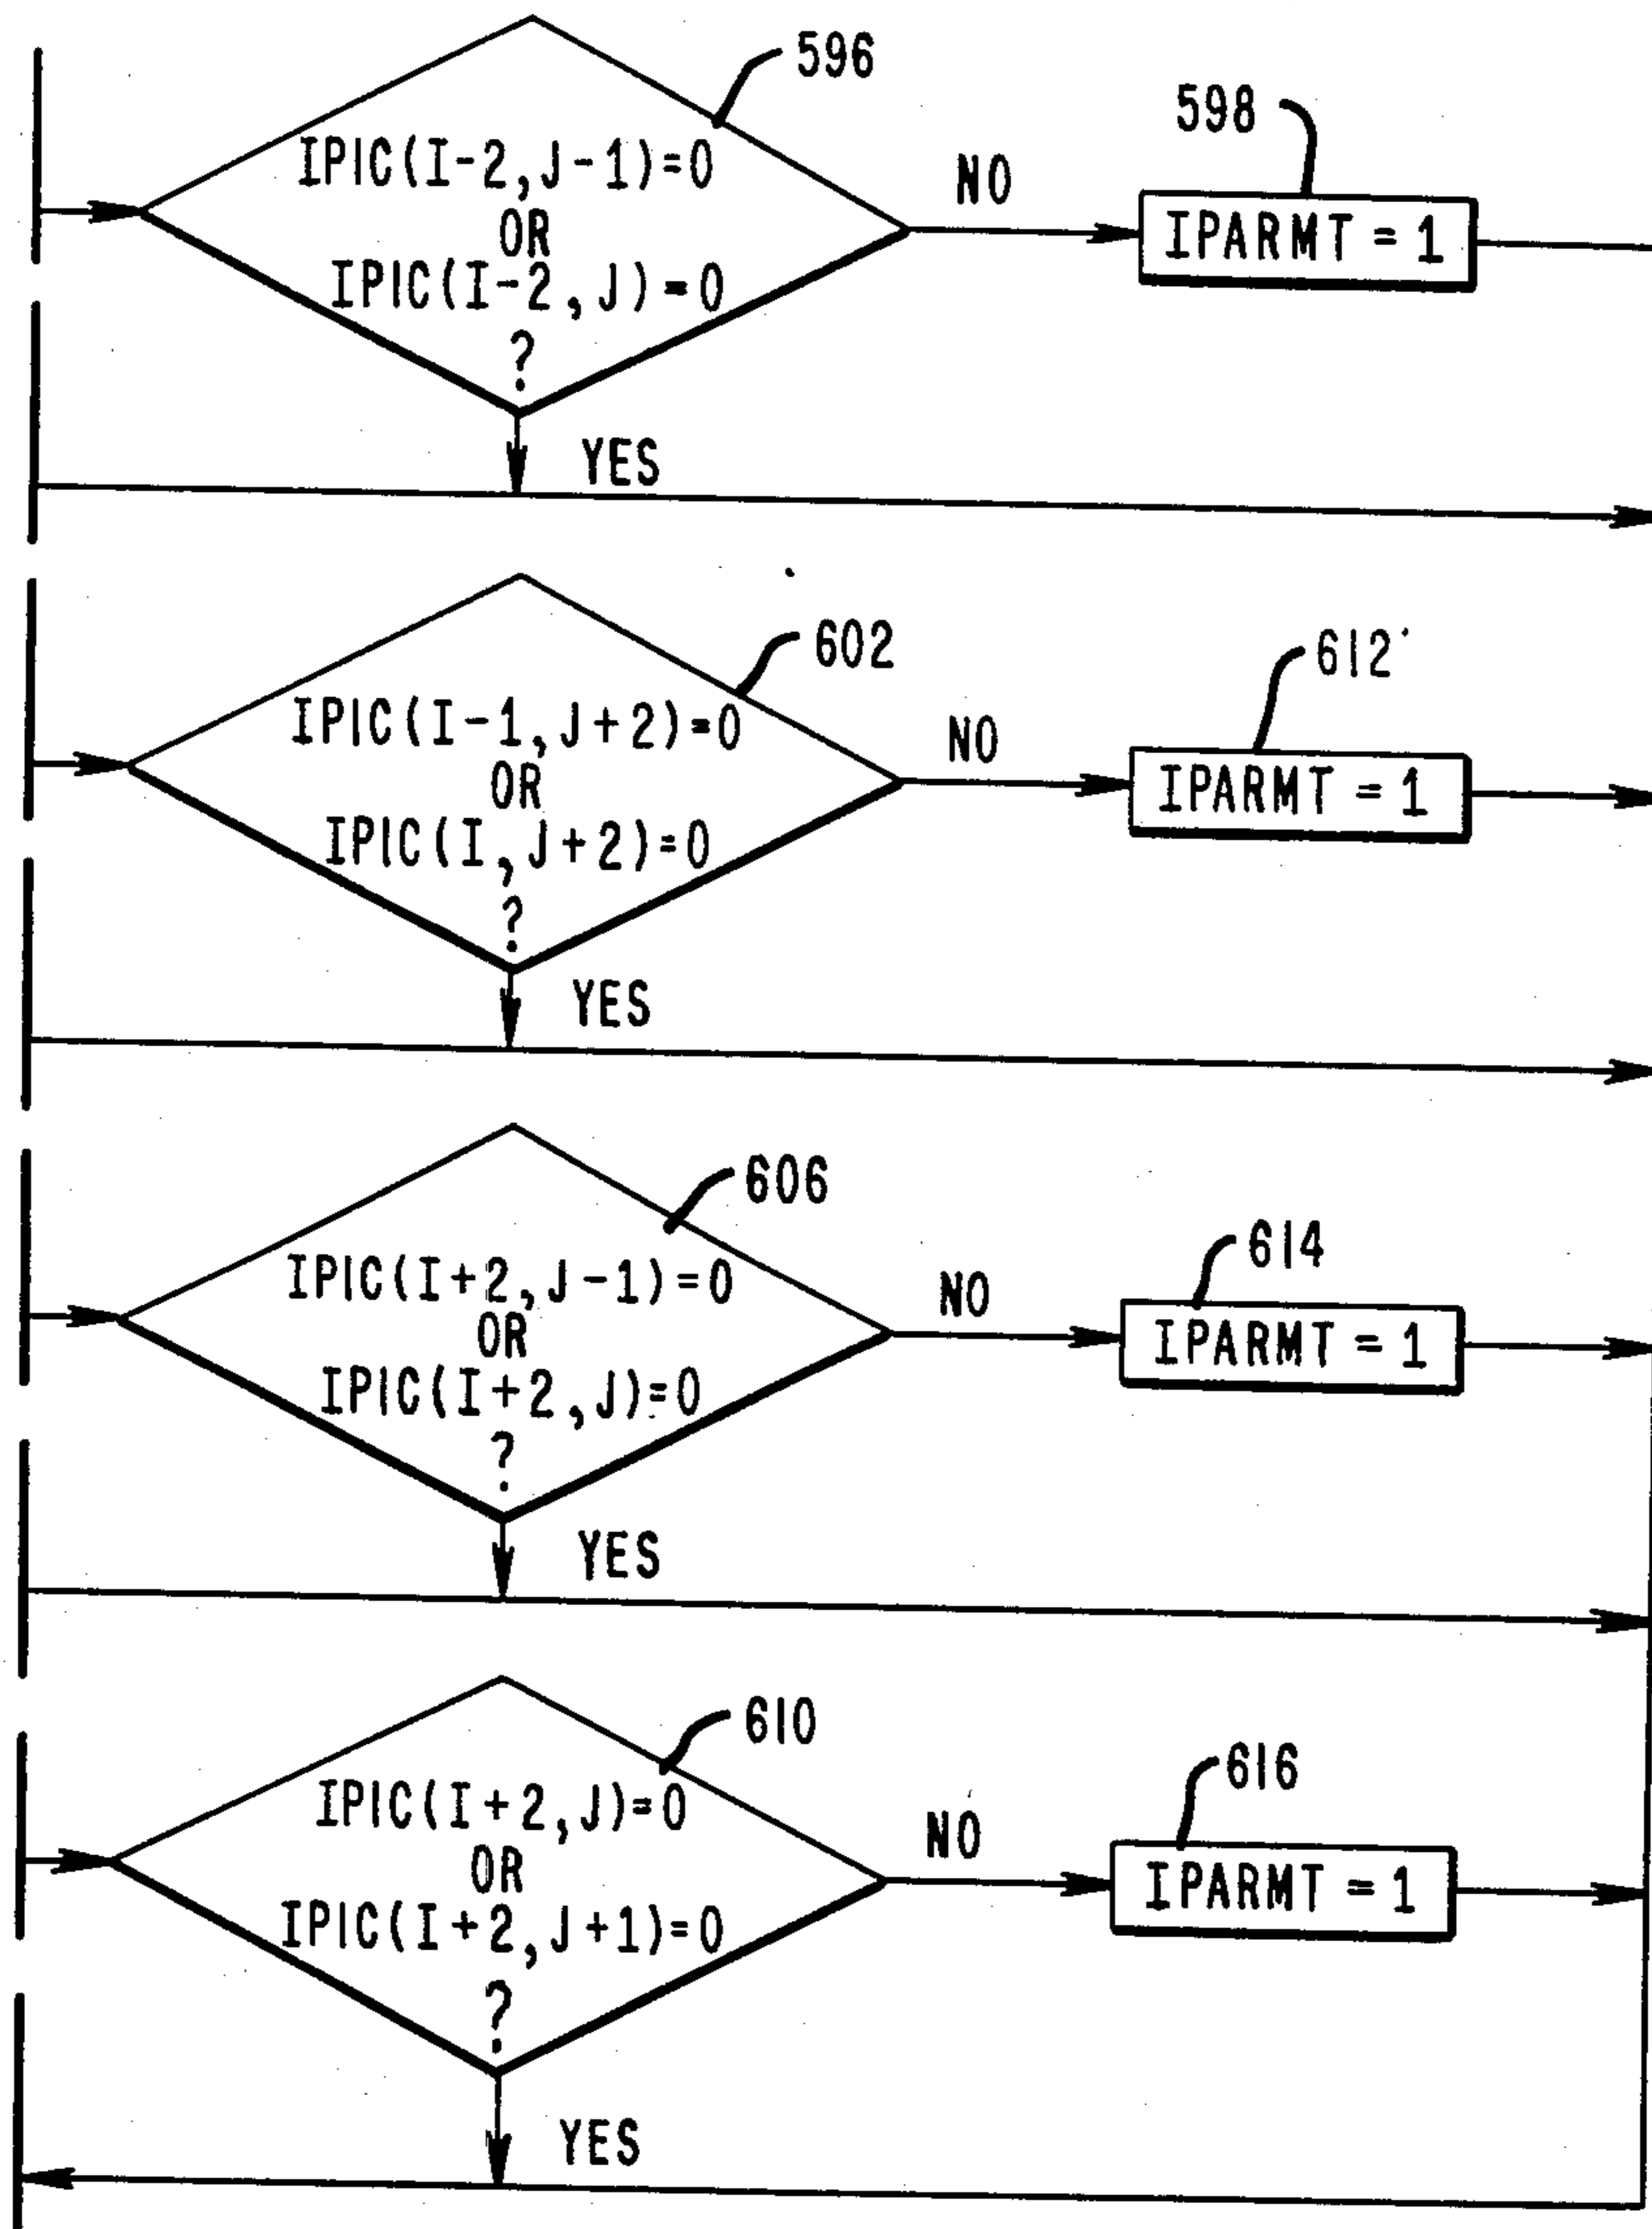 596
IPIC(I-2,J-1)=0
OR
IPIC(I-2,J)=0
?
NO
598
IPARMT = 1
YES
602
IPIC(I-1,J+2)=0
OR
IPIC(I,J+2)=0
?
NO
612
IPARMT = 1
YES
606
IPIC(I+2,J-1)=0
OR
IPIC(I+2,J)=0
?
NO
614
IPARMT = 1
YES
610
IPIC(I+2,J)=0
OR
IPIC(I+2,J+1)=0
?
NO
616
IPARMT = 1
YES